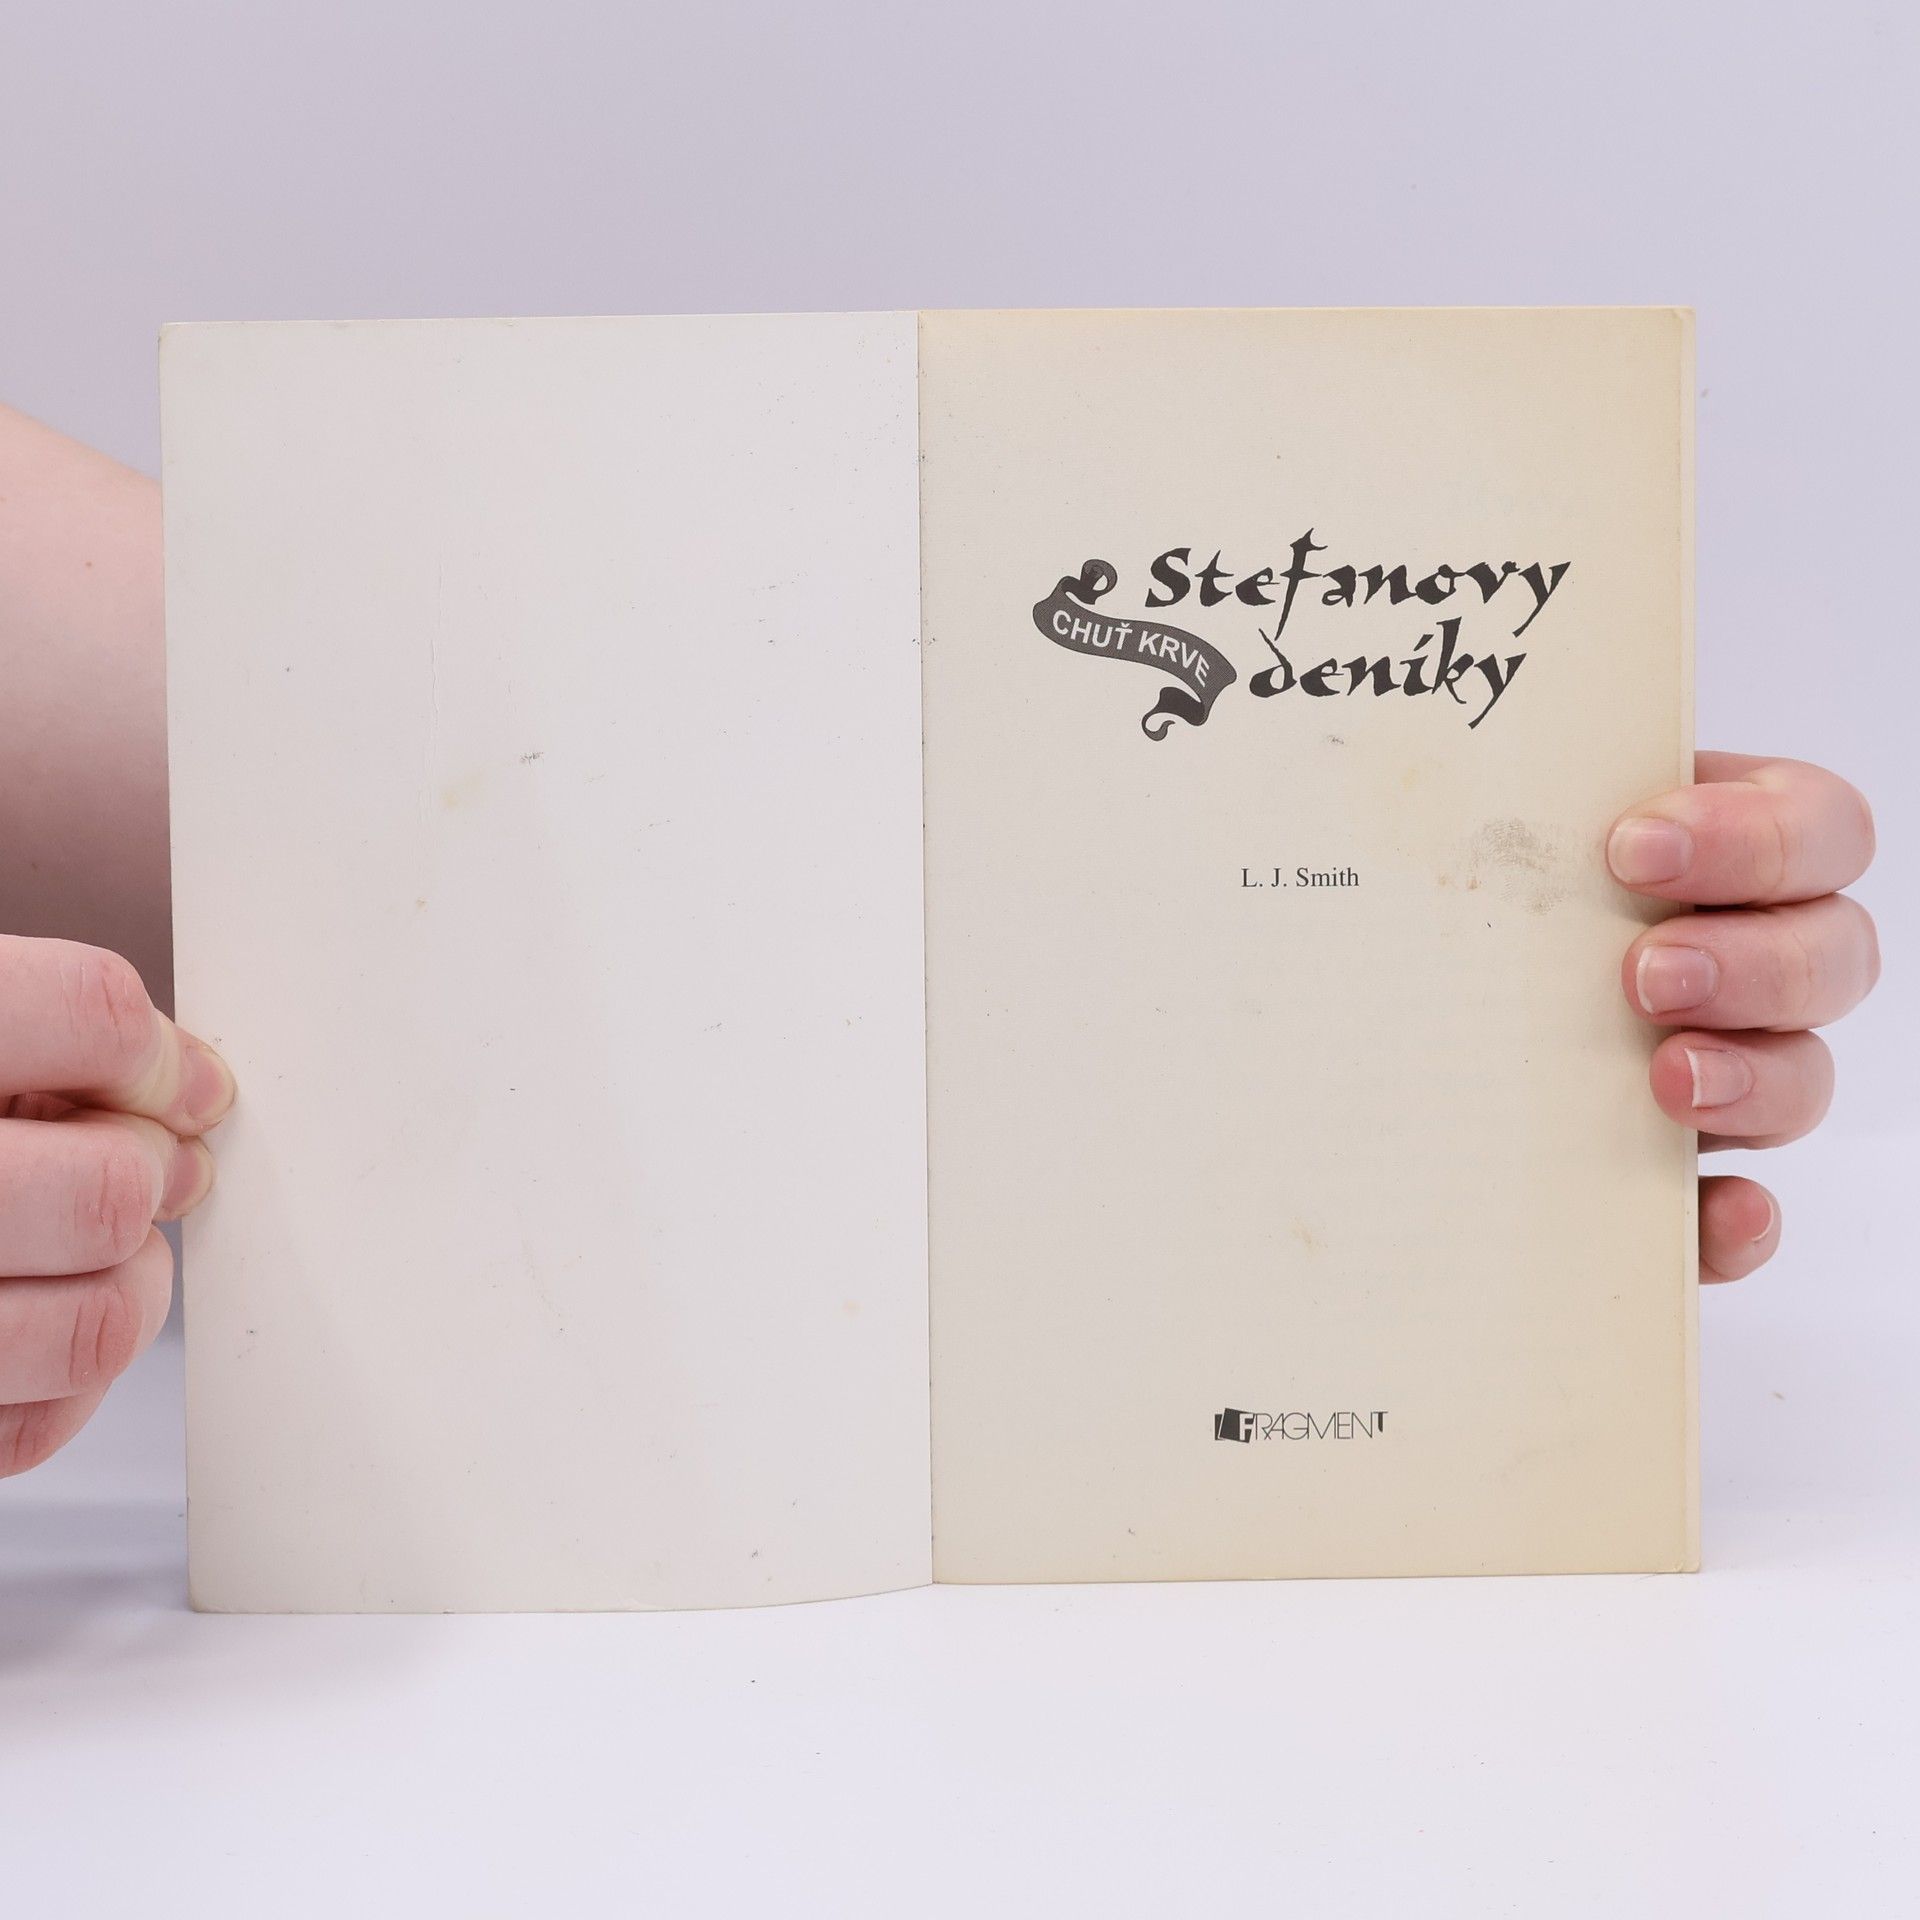 Stefanovy
CHUŤ KRVE
deníky
L. J. Smith
FRAGMENT